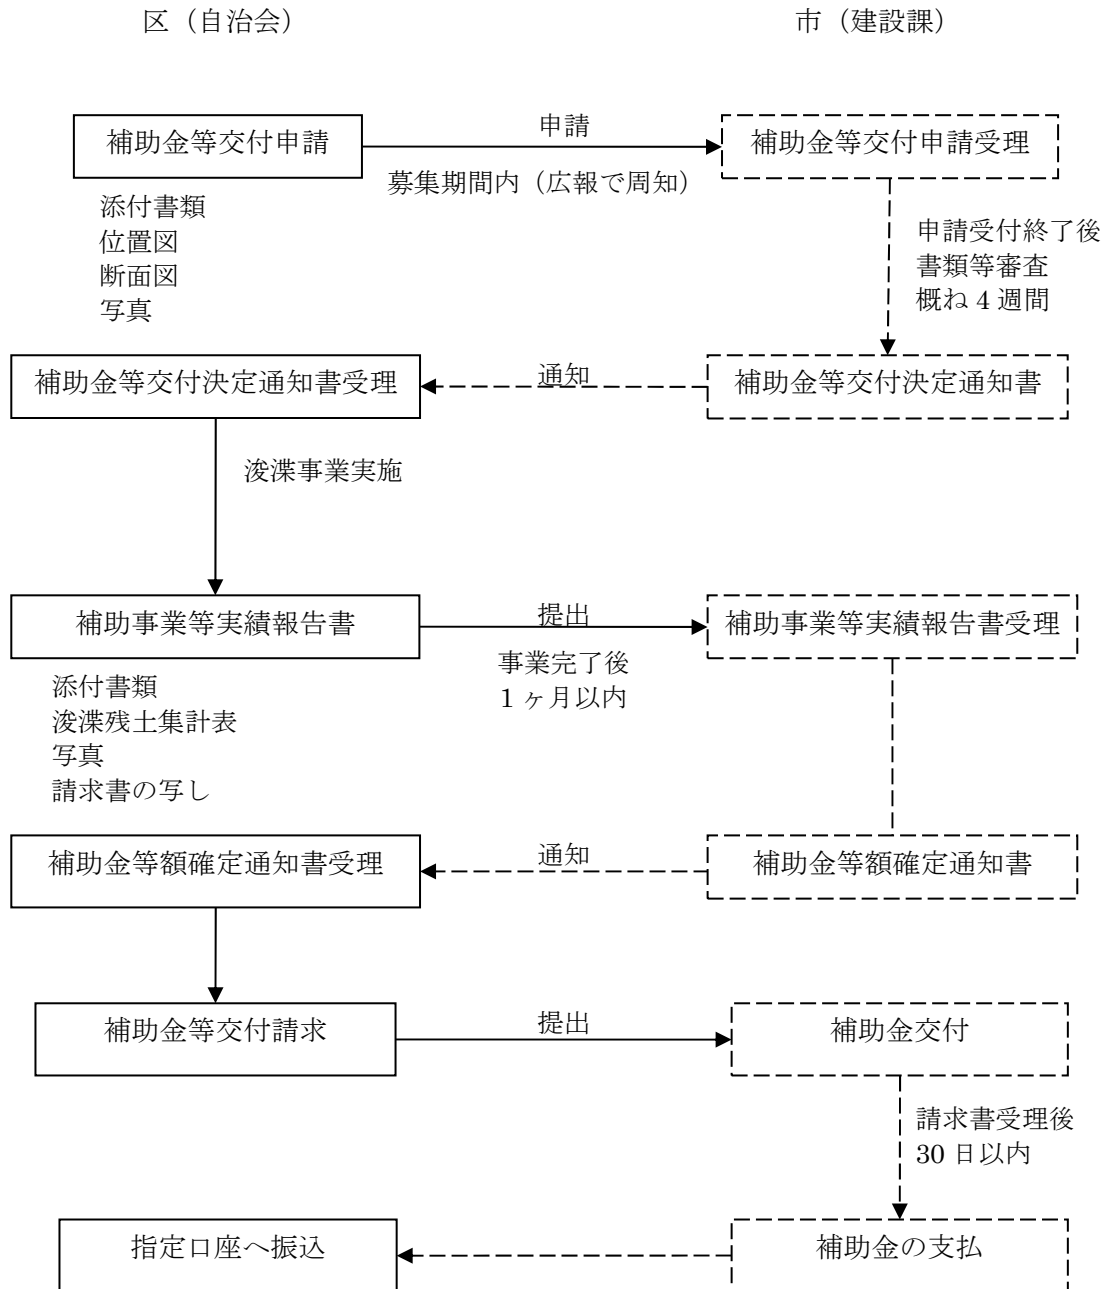 区（自治会）
市（建設課）
補助金等交付申請
申請
補助金等交付申請受理
募集期間内（広報で周知）
添付書類
位置図
断面図
写真
申請受付終了後
書類等審査
概ね 4 週間
補助金等交付決定通知書受理
通知
補助金等交付決定通知書
浚渫事業実施
補助事業等実績報告書
提出
補助事業等実績報告書受理
事業完了後
1 ヶ月以内
添付書類
浚渫残土集計表
写真
請求書の写し
補助金等額確定通知書受理
通知
補助金等額確定通知書
補助金等交付請求
提出
補助金交付
請求書受理後
30 日以内
指定口座へ振込
補助金の支払